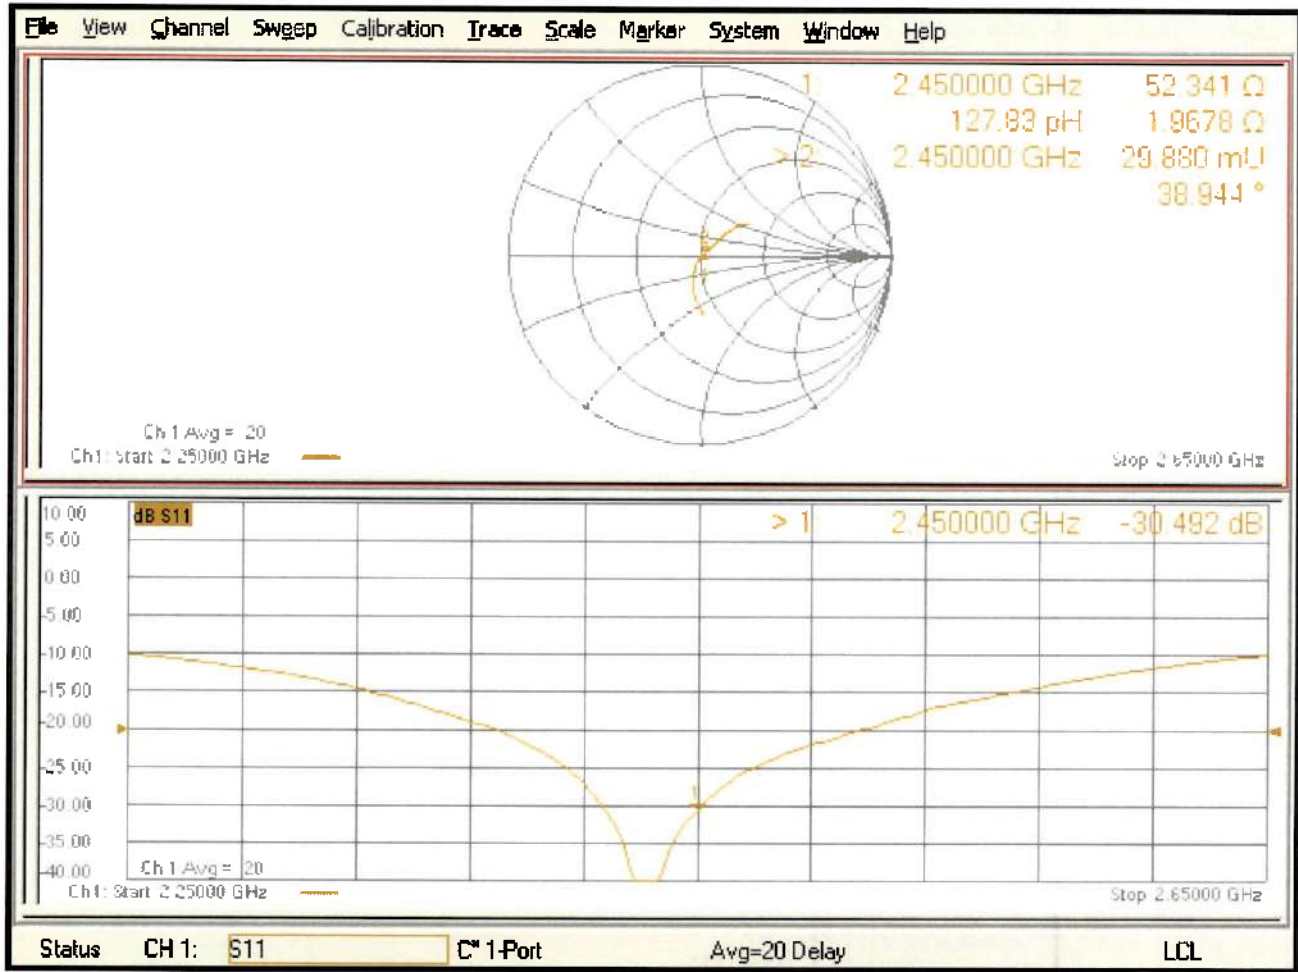 File View Channel Sweep Calibration Trace Scale Marker System Window Help
1: 2.450000 GHz 52.341 Ω
127.83 pH 1.9678 Ω
> 2: 2.450000 GHz 29.880 mU
38.944 °
Ch 1 Avg = 20
Ch1: Start 2.25000 GHz
Stop 2.65000 GHz
10.00
dB S11
> 1: 2.450000 GHz -30.492 dB
5.00
0.00
-5.00
-10.00
-15.00
-20.00
-25.00
1
-30.00
-35.00
-40.00
Ch 1 Avg = 20
Ch1: Start 2.25000 GHz
Stop 2.65000 GHz
Status CH 1: S11 C* 1-Port Avg=20 Delay LCL